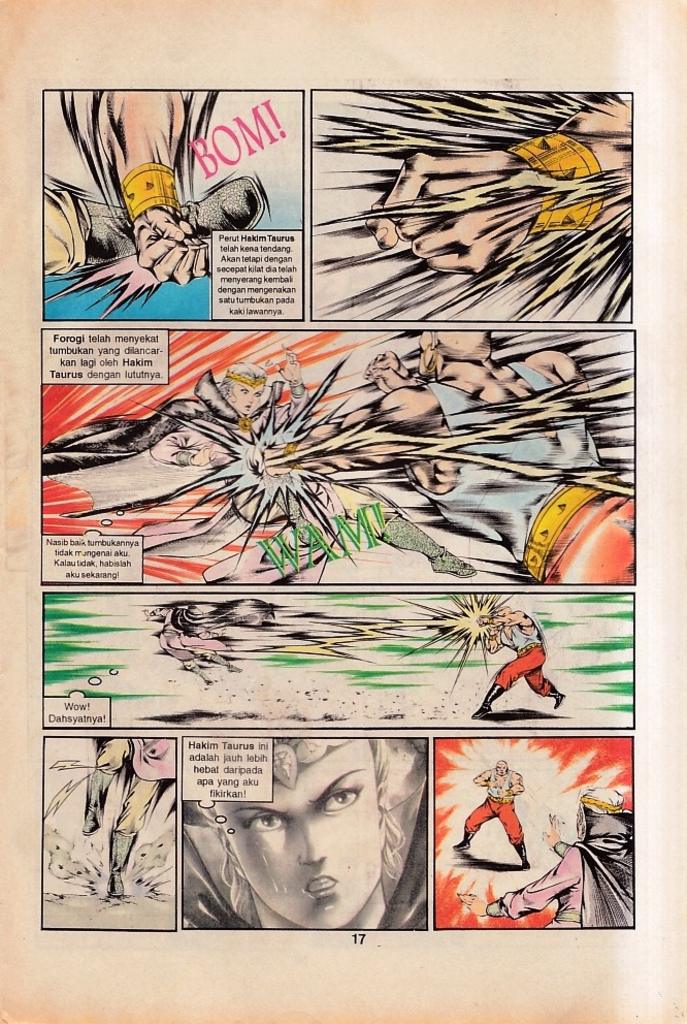 BOM!
Perut Hakim Taurus
telah kena tendang.
Akan tetapi dengan
secepat kilat dia telah
menyerang kembali
dengan mengenakan
satu tumbukan pada
kaki lawannya.
Forogi telah menyekat
tumbukan yang dilancar-
kan lagi oleh Hakim
Taurus dengan lututnya.
WAM!
Nasib baik tumbukannya
tidak mengenai aku.
Kalau tidak, habislah
aku sekarang!
Wow!
Dahsyatnya!
Hakim Taurus ini
adalah jauh lebih
hebat daripada
apa yang aku
fikirkan!
17